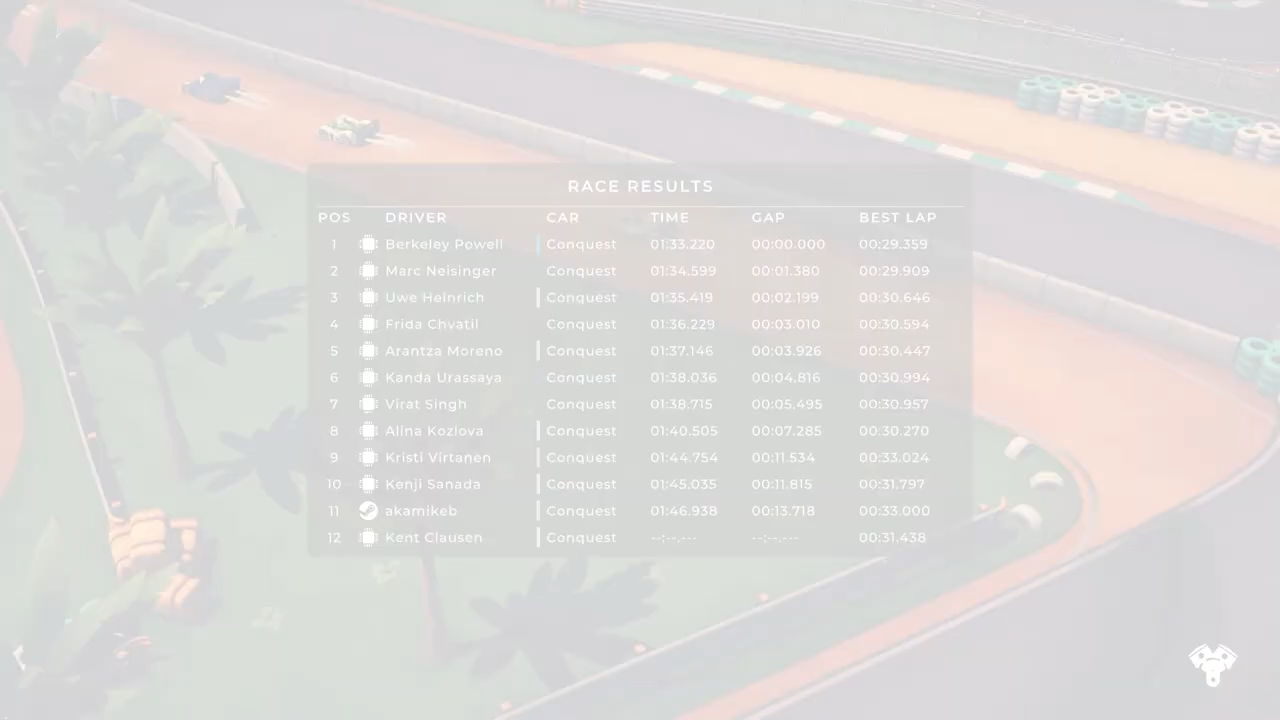 RACE RESULTS
POS DRIVER CAR TIME GAP BEST LAP
1 Berkeley Powell Conquest 01:33.220 00:00.000 00:29.359
2 Marc Neisinger Conquest 01:34.599 00:01.380 00:29.909
3 Uwe Heinrich Conquest 01:35.419 00:02.199 00:30.646
4 Frida Chvatil Conquest 01:36.229 00:03.010 00:30.594
5 Arantza Moreno Conquest 01:37.146 00:03.926 00:30.447
6 Kanda Urassaya Conquest 01:38.036 00:04.816 00:30.994
7 Virat Singh Conquest 01:38.715 00:05.495 00:30.957
8 Alina Kozlova Conquest 01:40.505 00:07.285 00:30.270
9 Kristi Virtanen Conquest 01:44.754 00:11.534 00:33.024
10 Kenji Sanada Conquest 01:45.035 00:11.815 00:31.797
11 akamikeb Conquest 01:46.938 00:13.718 00:33.000
12 Kent Clausen Conquest --:--.--- --:--.--- 00:31.438